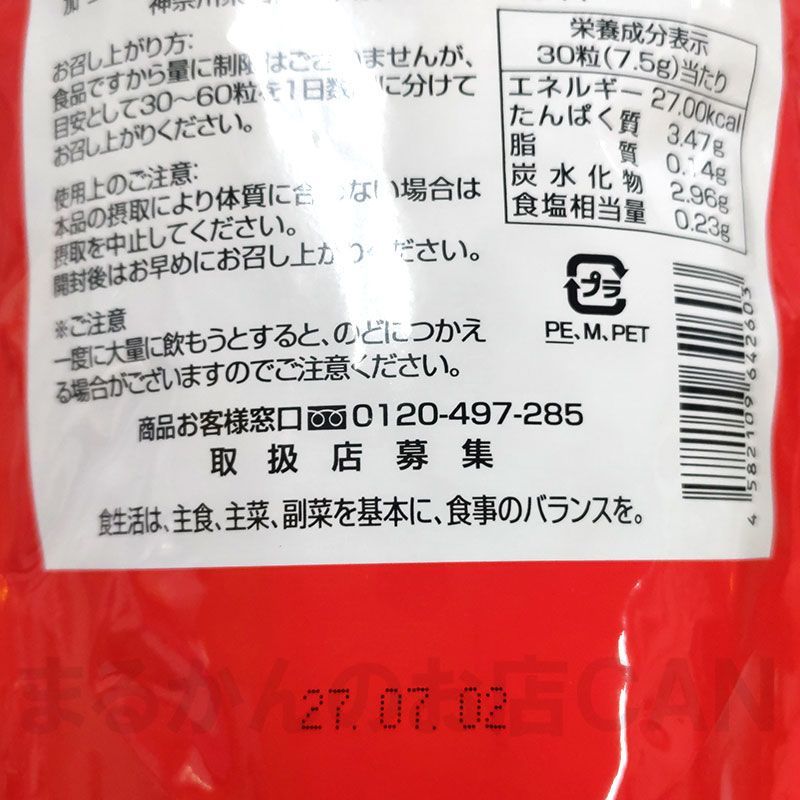 神奈川県
お召し上がり方:
食品ですから量に制限はございませんが、
目安として30〜60粒を1日数回に分けて
お召し上がりください。
使用上のご注意:
本品の摂取により体質に合わない場合は
摂取を中止してください。
開封後はお早めにお召し上がりください。
※ご注意
一度に大量に飲もうとすると、のどにつかえ
る場合がございますのでご注意ください。
栄養成分表示
30粒(7.5g)当たり
エネルギー 27.00kcal
たんぱく質 3.47g
脂質 0.14g
炭水化物 2.96g
食塩相当量 0.23g
プラ
PE、M、PET
4582109642603
商品お客様窓口 0120-497-285
取扱店募集
食生活は、主食、主菜、副菜を基本に、食事のバランスを。
まるかんのお店CAN
27.07.02